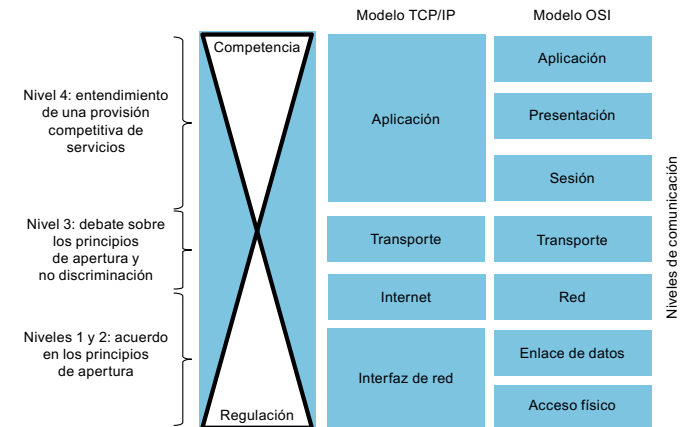 Modelo TCP/IP
Modelo OSI
Competencia
Nivel 4: entendimiento
de una provisión
competitiva de
servicios
Nivel 3: debate sobre
los principios
de apertura y
no discriminación
Niveles 1 y 2: acuerdo
en los principios
de apertura
Regulación
Aplicación
Transporte
Internet
Interfaz de red
Aplicación
Presentación
Sesión
Transporte
Red
Enlace de datos
Acceso físico
Niveles de comunicación